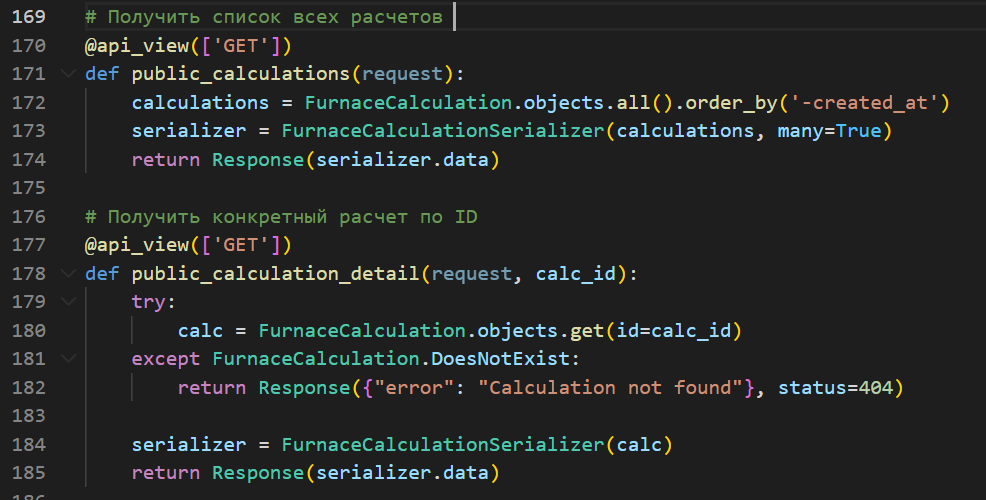 169 # Получить список всех расчетов
170 @api_view(['GET'])
171 def public_calculations(request):
172 calculations = FurnaceCalculation.objects.all().order_by('-created_at')
173 serializer = FurnaceCalculationSerializer(calculations, many=True)
174 return Response(serializer.data)
175
176 # Получить конкретный расчет по ID
177 @api_view(['GET'])
178 def public_calculation_detail(request, calc_id):
179 try:
180 calc = FurnaceCalculation.objects.get(id=calc_id)
181 except FurnaceCalculation.DoesNotExist:
182 return Response({"error": "Calculation not found"}, status=404)
183
184 serializer = FurnaceCalculationSerializer(calc)
185 return Response(serializer.data)